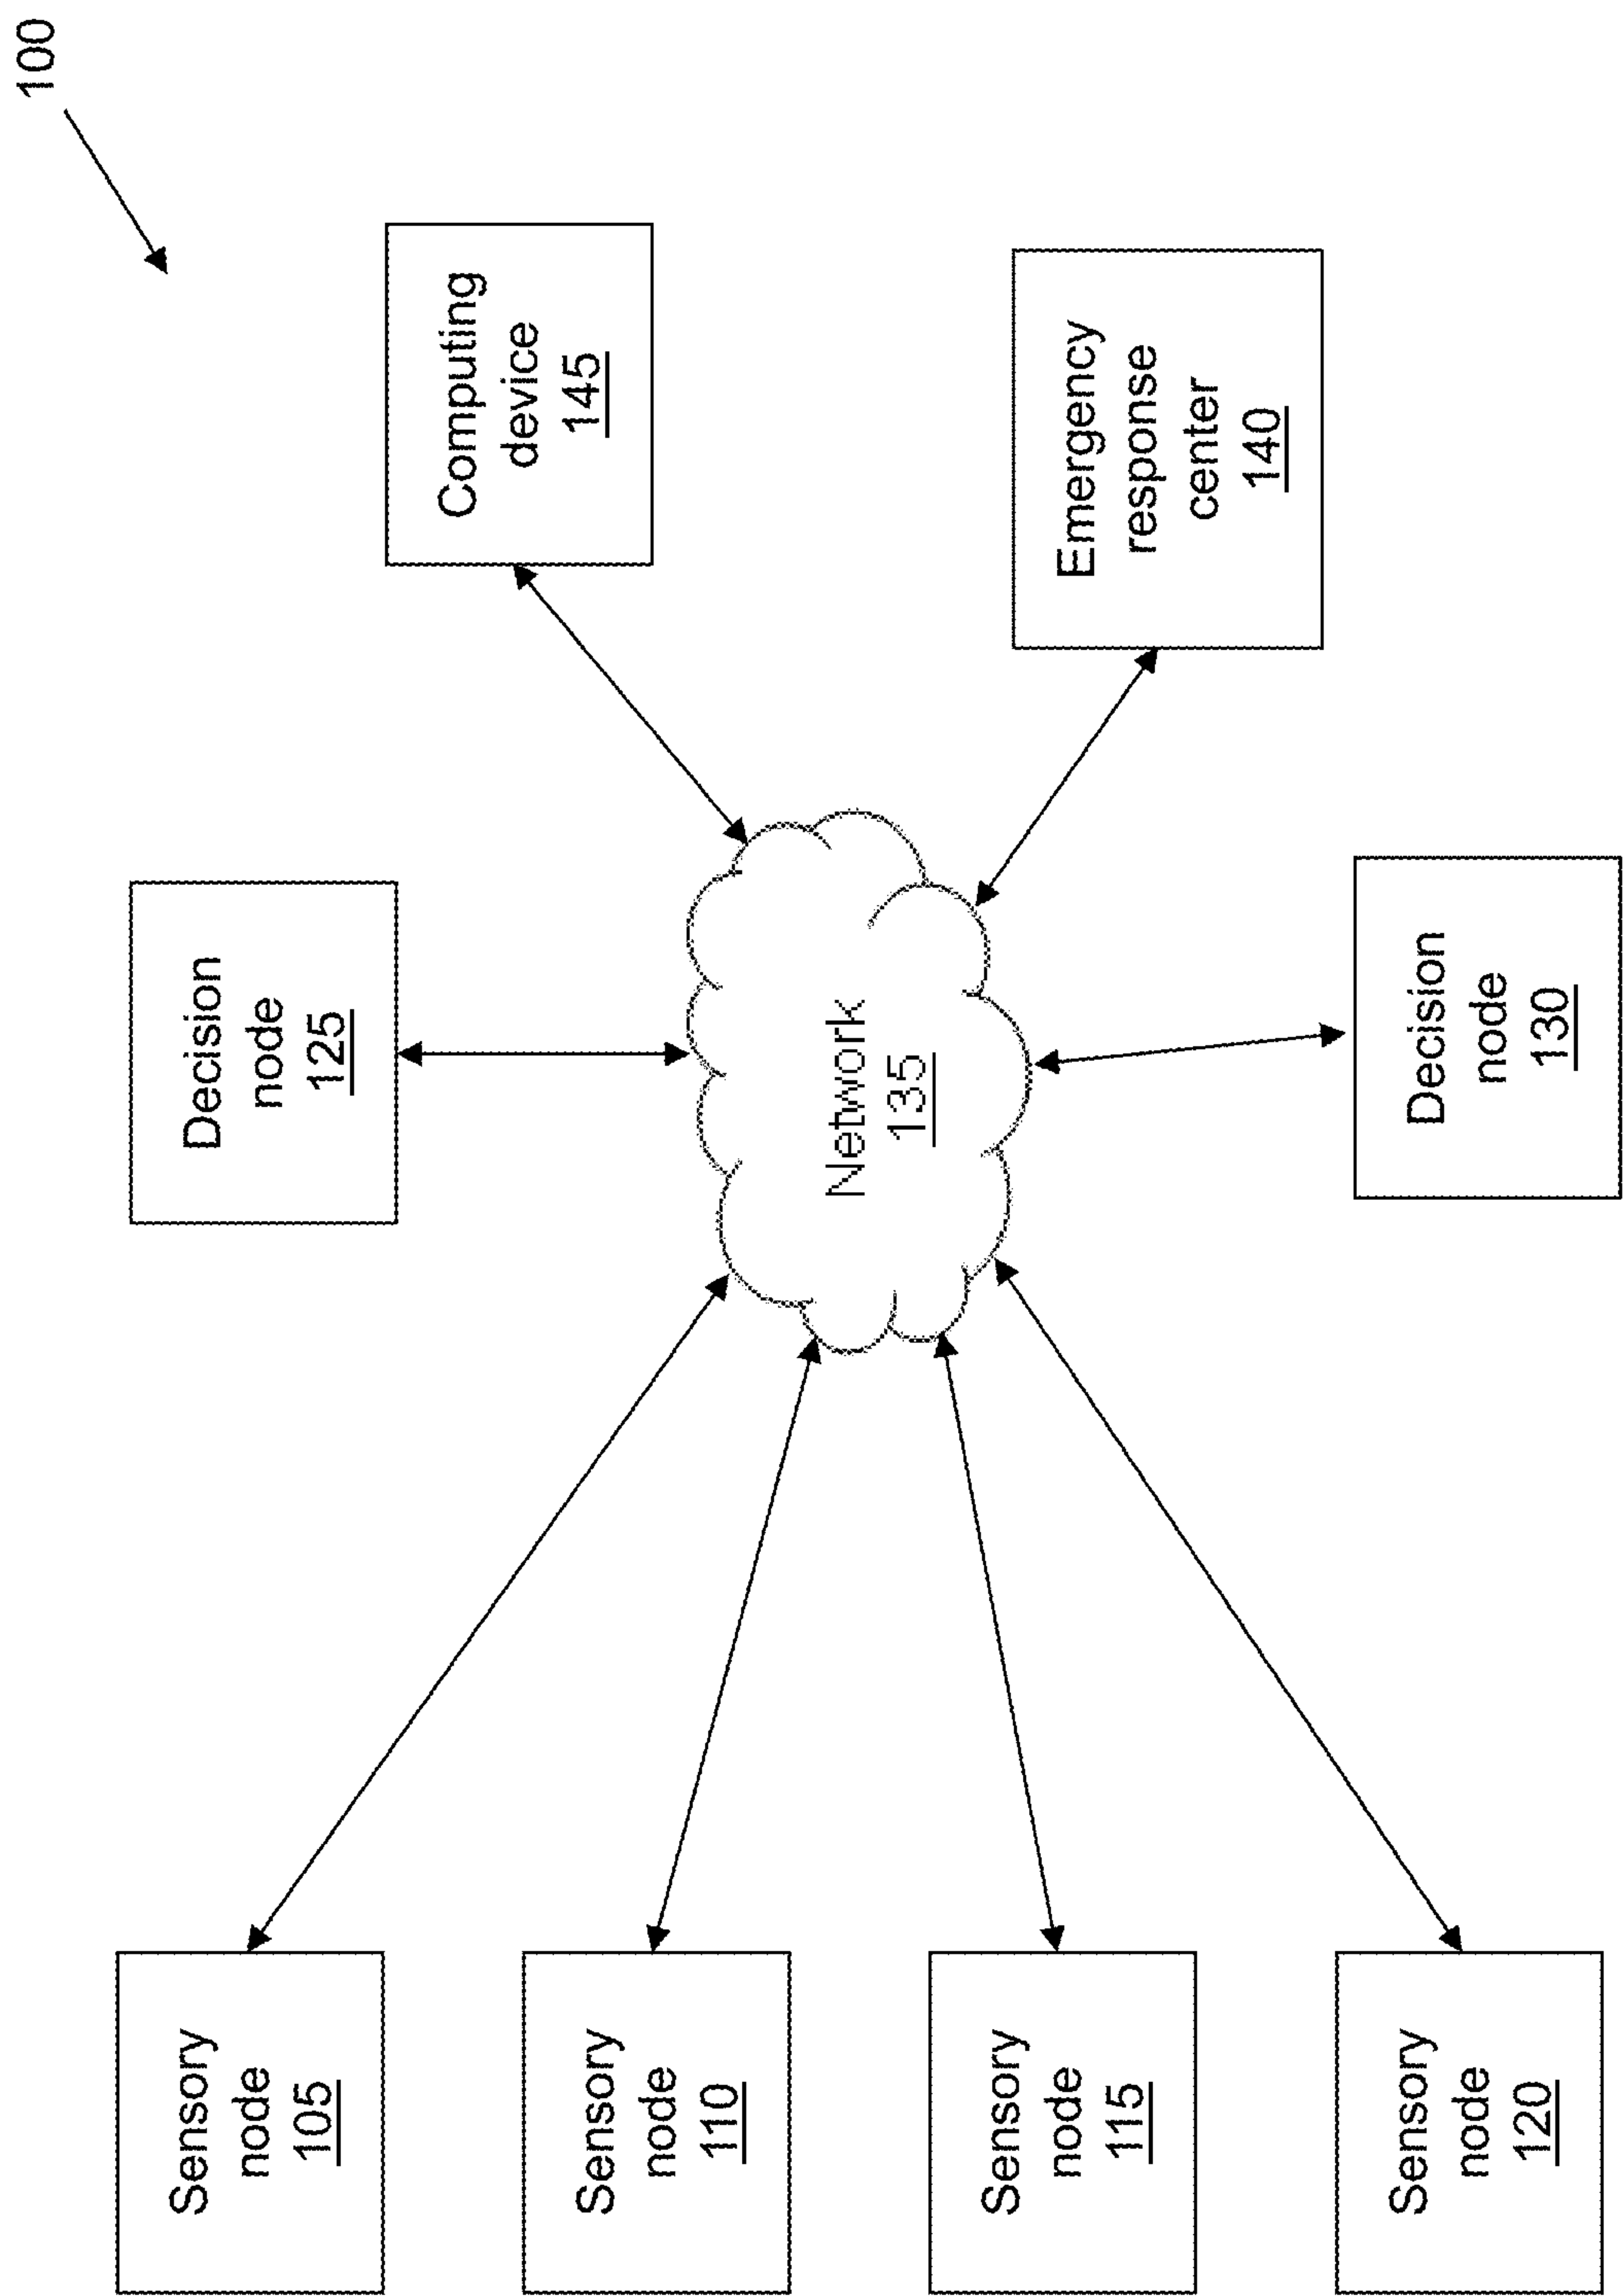 100
Sensory
node
105
Sensory
node
110
Sensory
node
115
Sensory
node
120
Decision
node
125
Network
135
Decision
node
130
Computing
device
145
Emergency
response
center
140